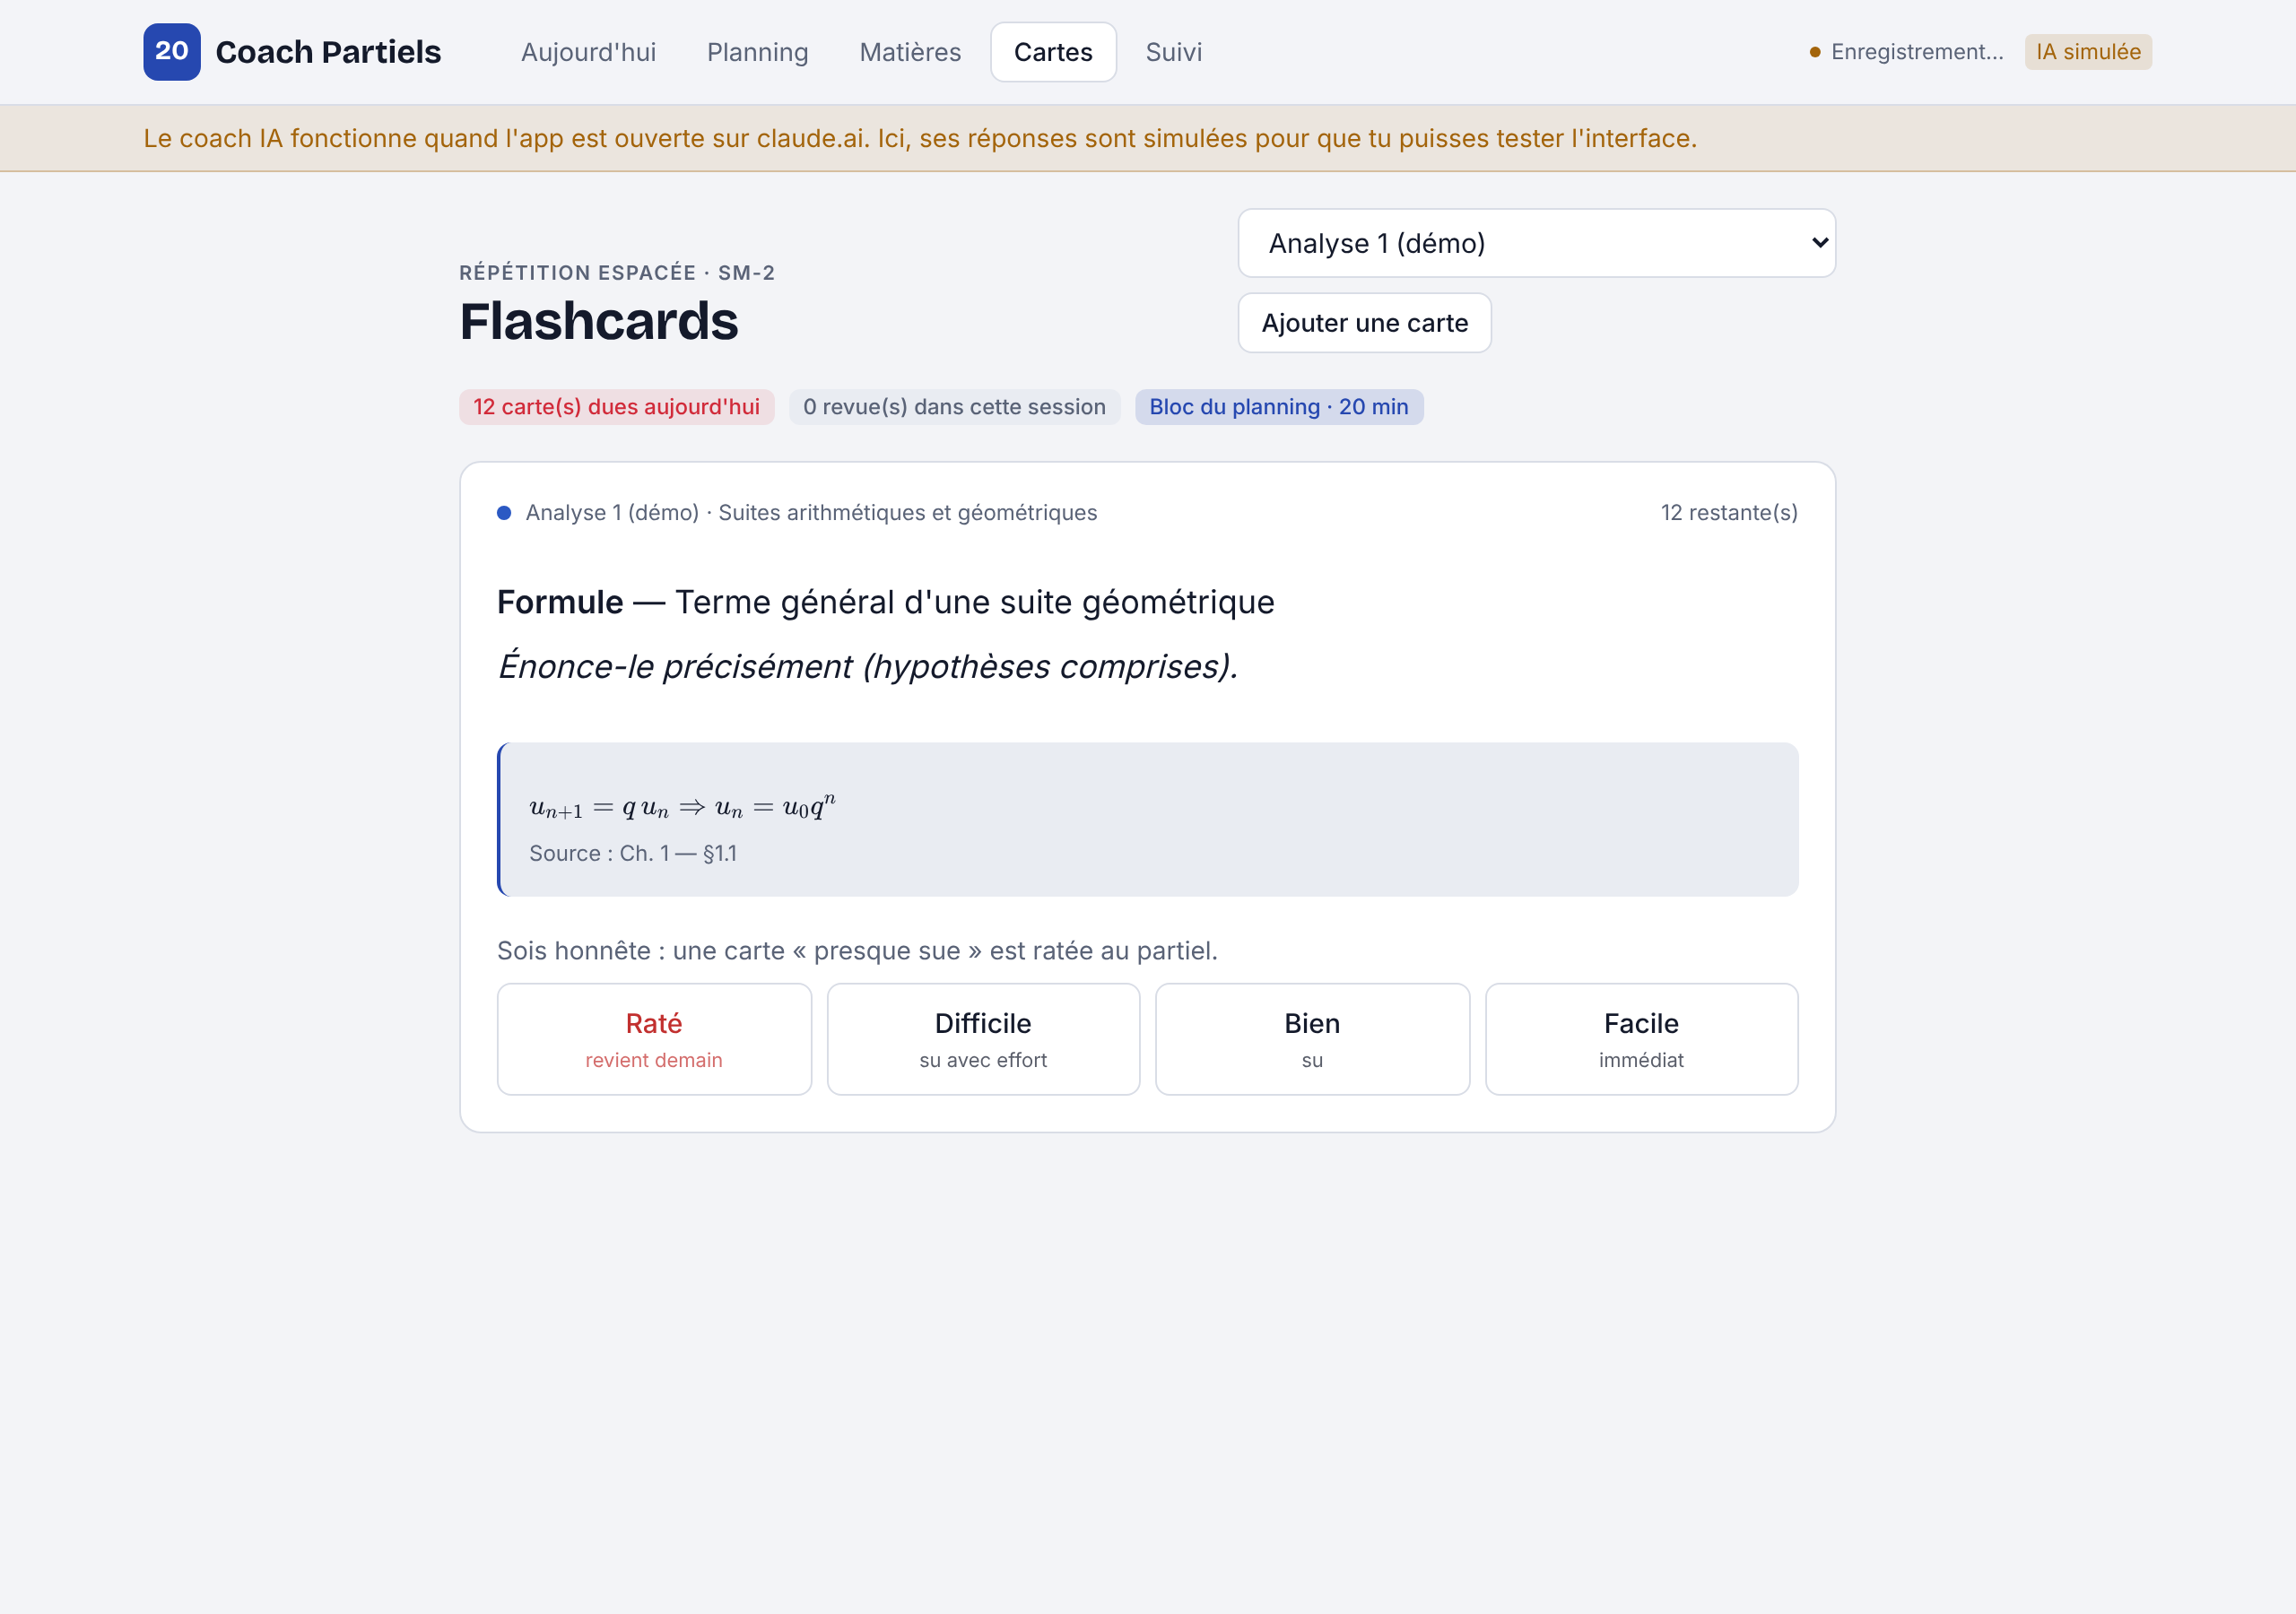 20 Coach Partiels Aujourd'hui Planning Matières Cartes Suivi Enregistrement... IA simulée
Le coach IA fonctionne quand l'app est ouverte sur claude.ai. Ici, ses réponses sont simulées pour que tu puisses tester l'interface.
Analyse 1 (démo)
RÉPÉTITION ESPACÉE · SM-2
Flashcards
Ajouter une carte
12 carte(s) dues aujourd'hui 0 revue(s) dans cette session Bloc du planning · 20 min
Analyse 1 (démo) · Suites arithmétiques et géométriques 12 restante(s)
Formule — Terme général d'une suite géométrique
Énonce-le précisément (hypothèses comprises).
uₙ₊₁ = q uₙ ⇒ uₙ = u₀qⁿ
Source : Ch. 1 — §1.1
Sois honnête : une carte « presque sue » est ratée au partiel.
Raté Difficile Bien Facile
revient demain su avec effort su immédiat